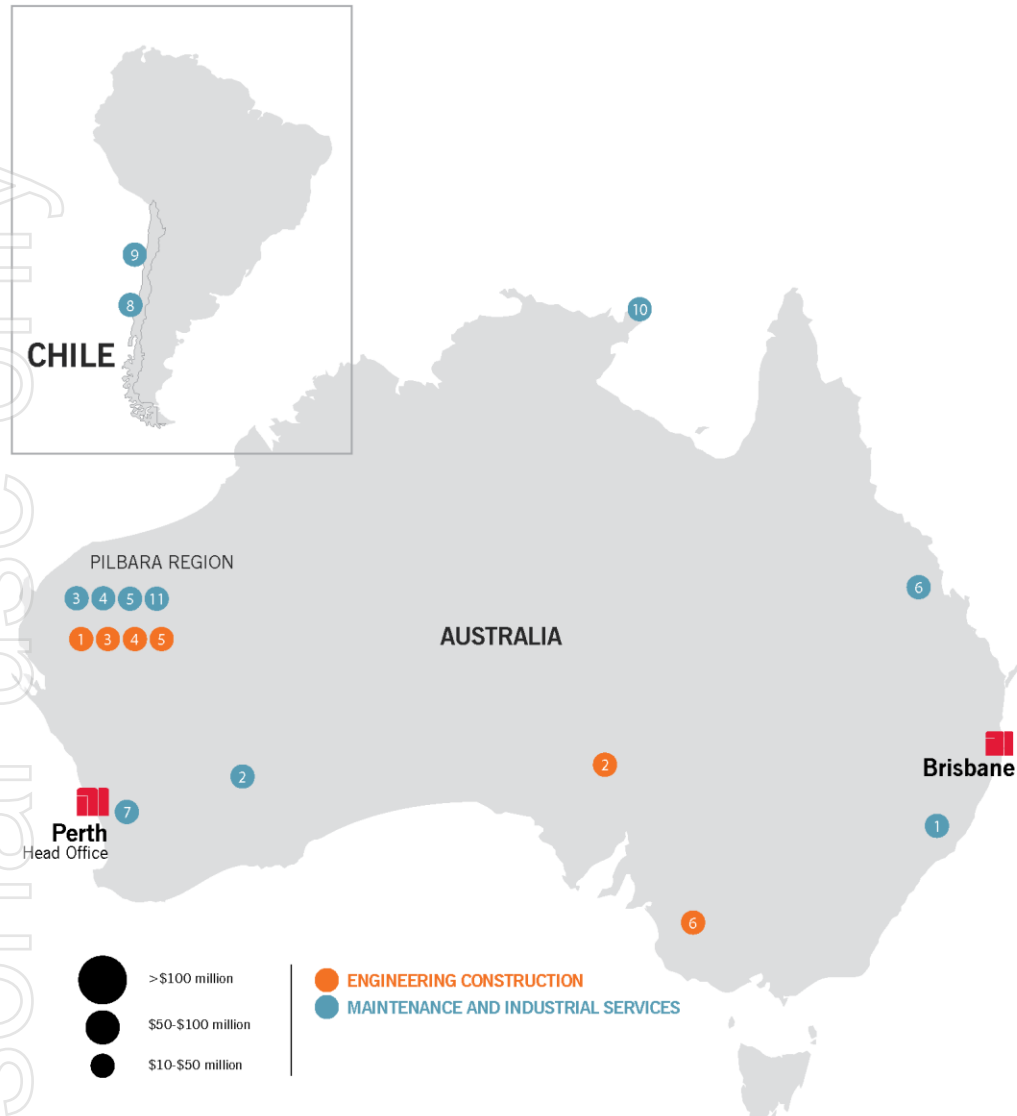 9
8
CHILE
10
PILBARA REGION
3 4 5 11
1 3 4 5
6
AUSTRALIA
2
2
Brisbane
7
1
Perth
Head Office
6
>$100 million
$50-$100 million
$10-$50 million
ENGINEERING CONSTRUCTION
MAINTENANCE AND INDUSTRIAL SERVICES